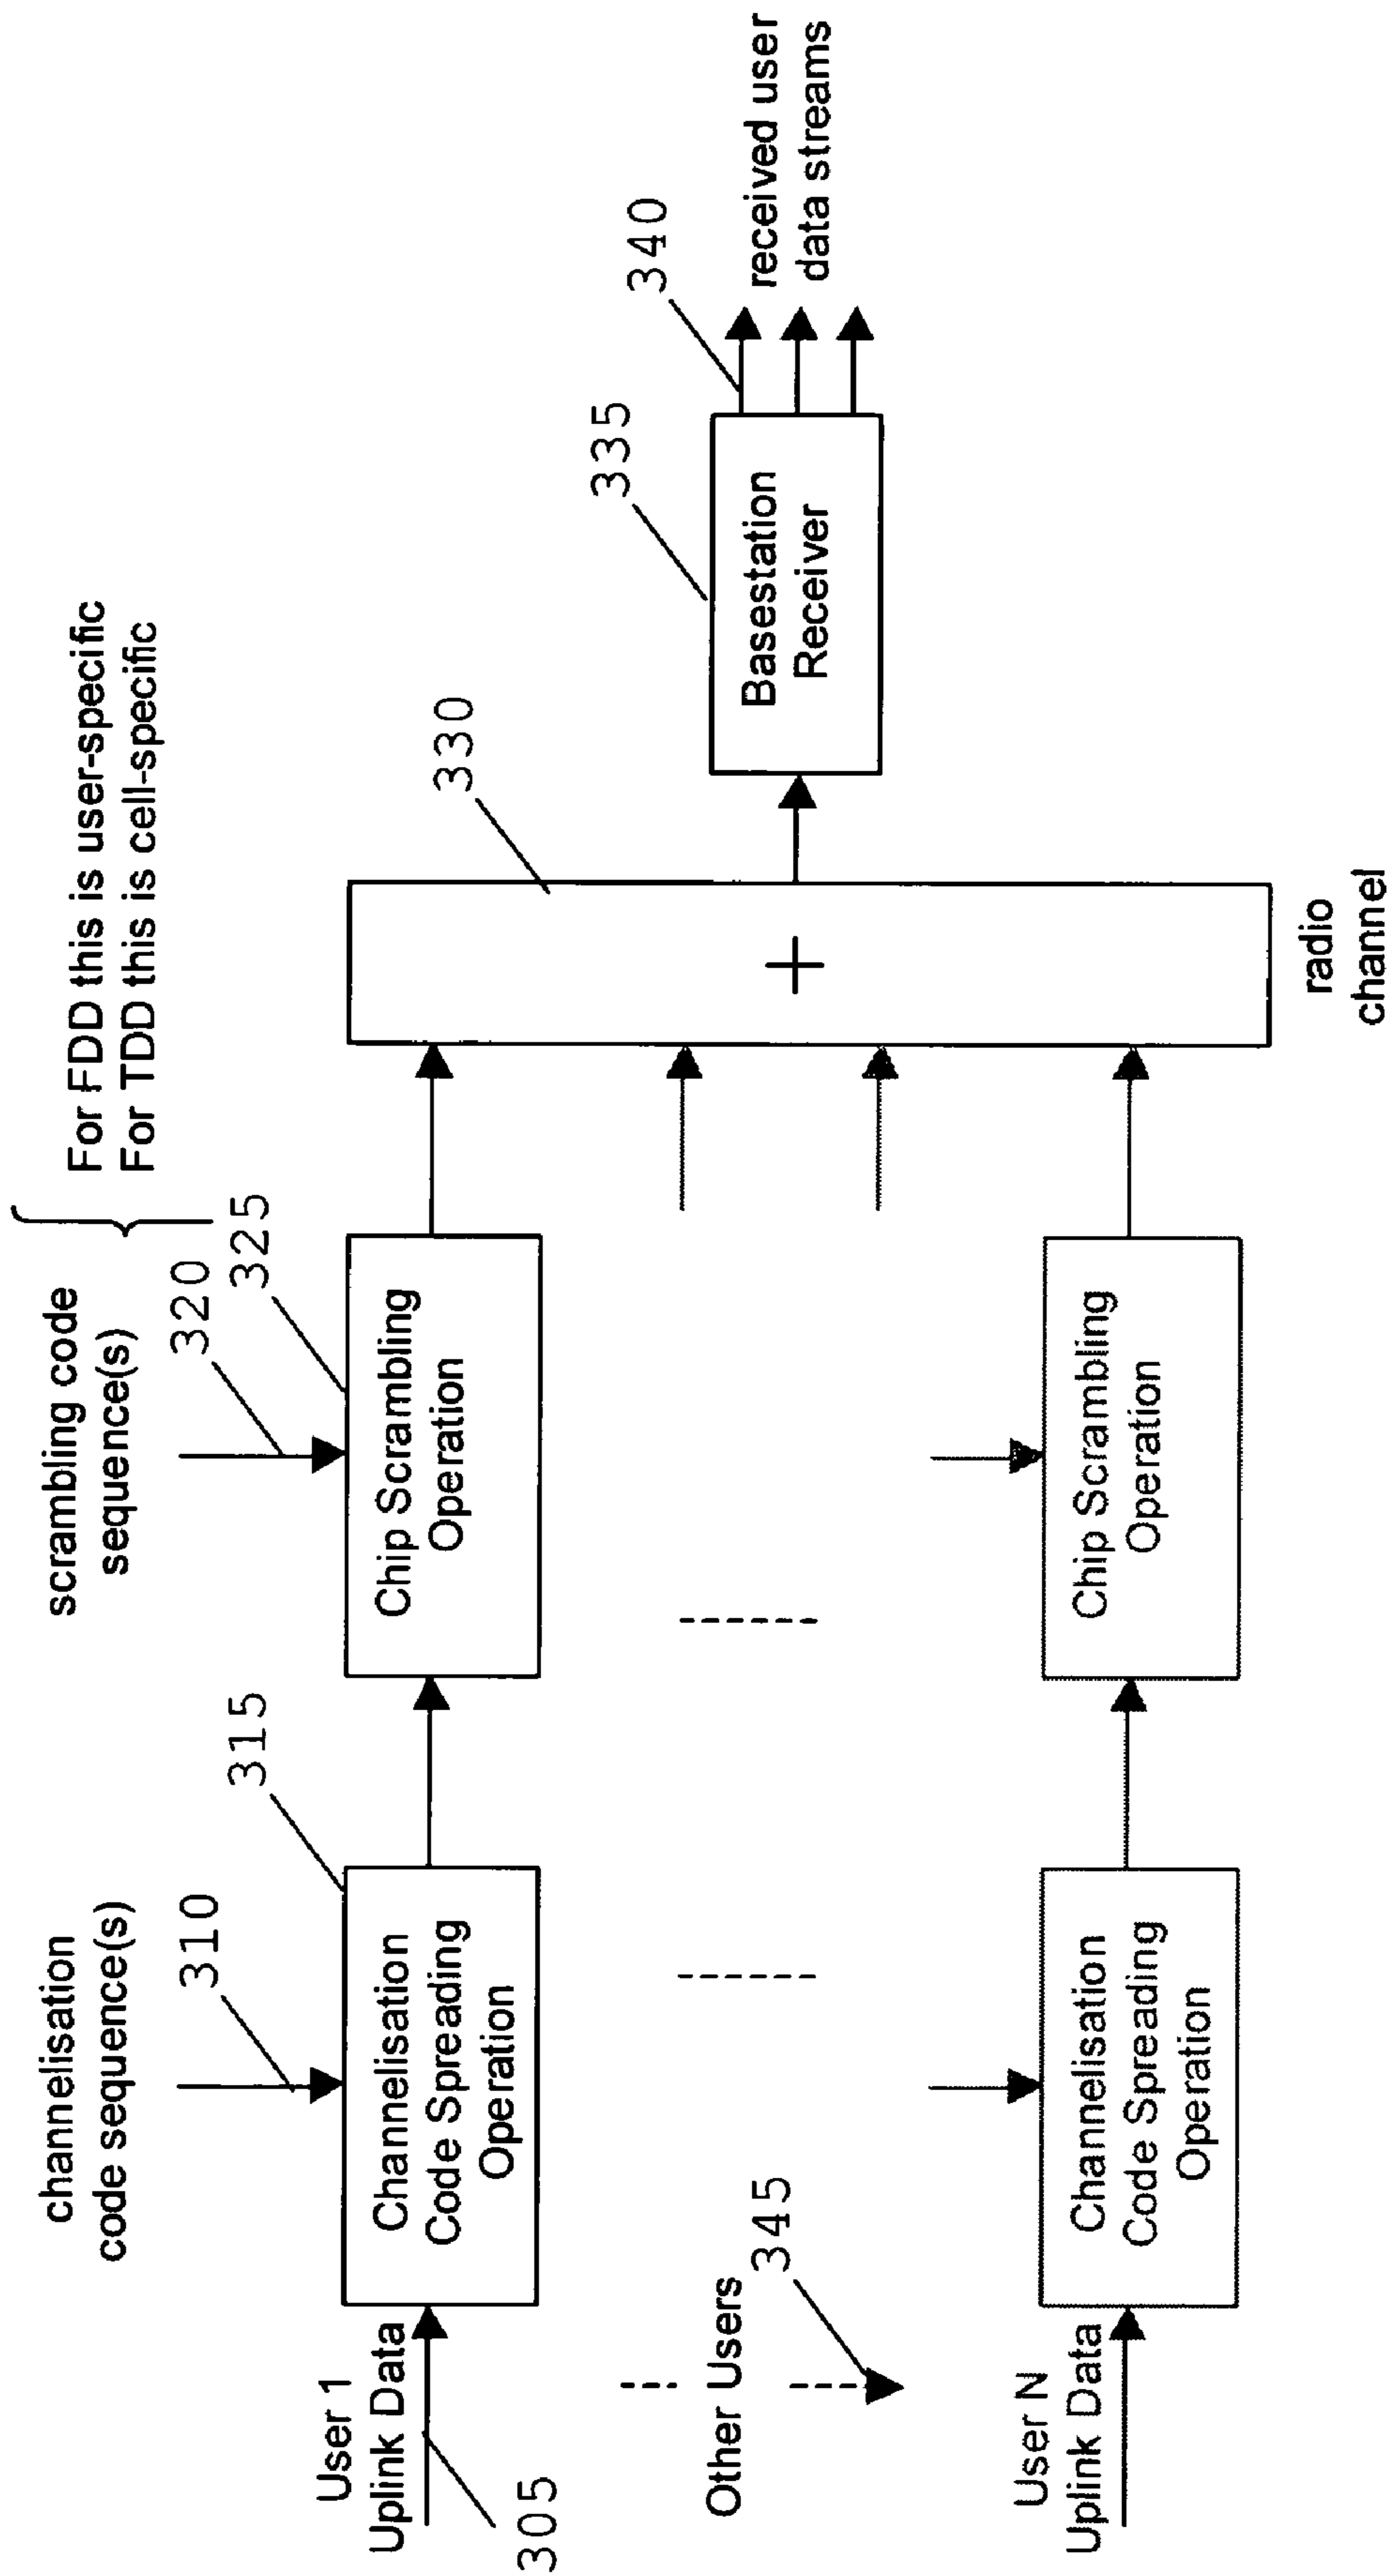 channelisation
code sequence(s)
310
315
scrambling code
sequence(s)
320
325
For FDD this is user-specific
For TDD this is cell-specific
User 1
Uplink Data
305
Channelisation
Code Spreading
Operation
Chip Scrambling
Operation
330
+
radio
channel
335
Basestation
Receiver
340
received user
data streams
Other Users
345
User N
Uplink Data
Channelisation
Code Spreading
Operation
Chip Scrambling
Operation